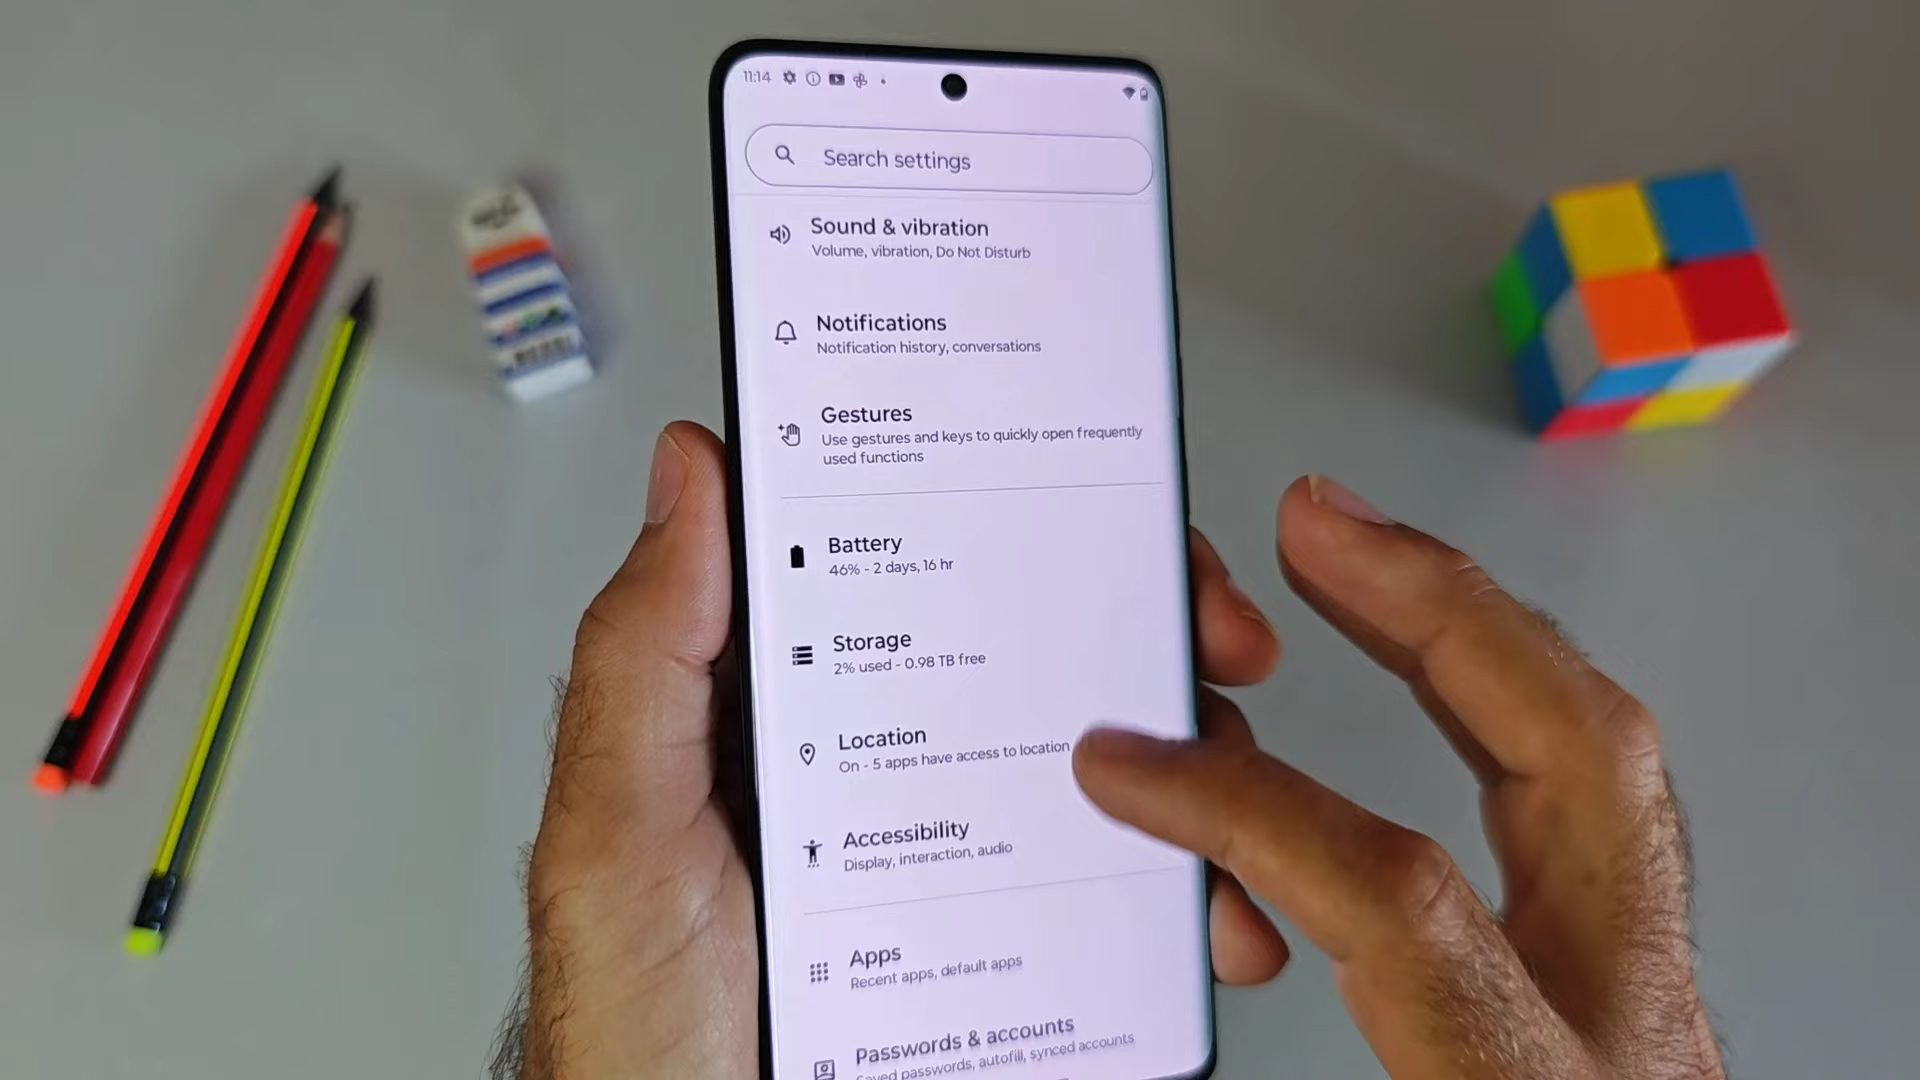 11:14
Search settings
Sound & vibration
Volume, vibration, Do Not Disturb
Notifications
Notification history, conversations
Gestures
Use gestures and keys to quickly open frequently
used functions
Battery
46% - 2 days, 16 hr
Storage
2% used - 0.98 TB free
Location
On - 5 apps have access to location
Accessibility
Display, interaction, audio
Apps
Recent apps, default apps
Passwords & accounts
Saved passwords, autofill, synced accounts